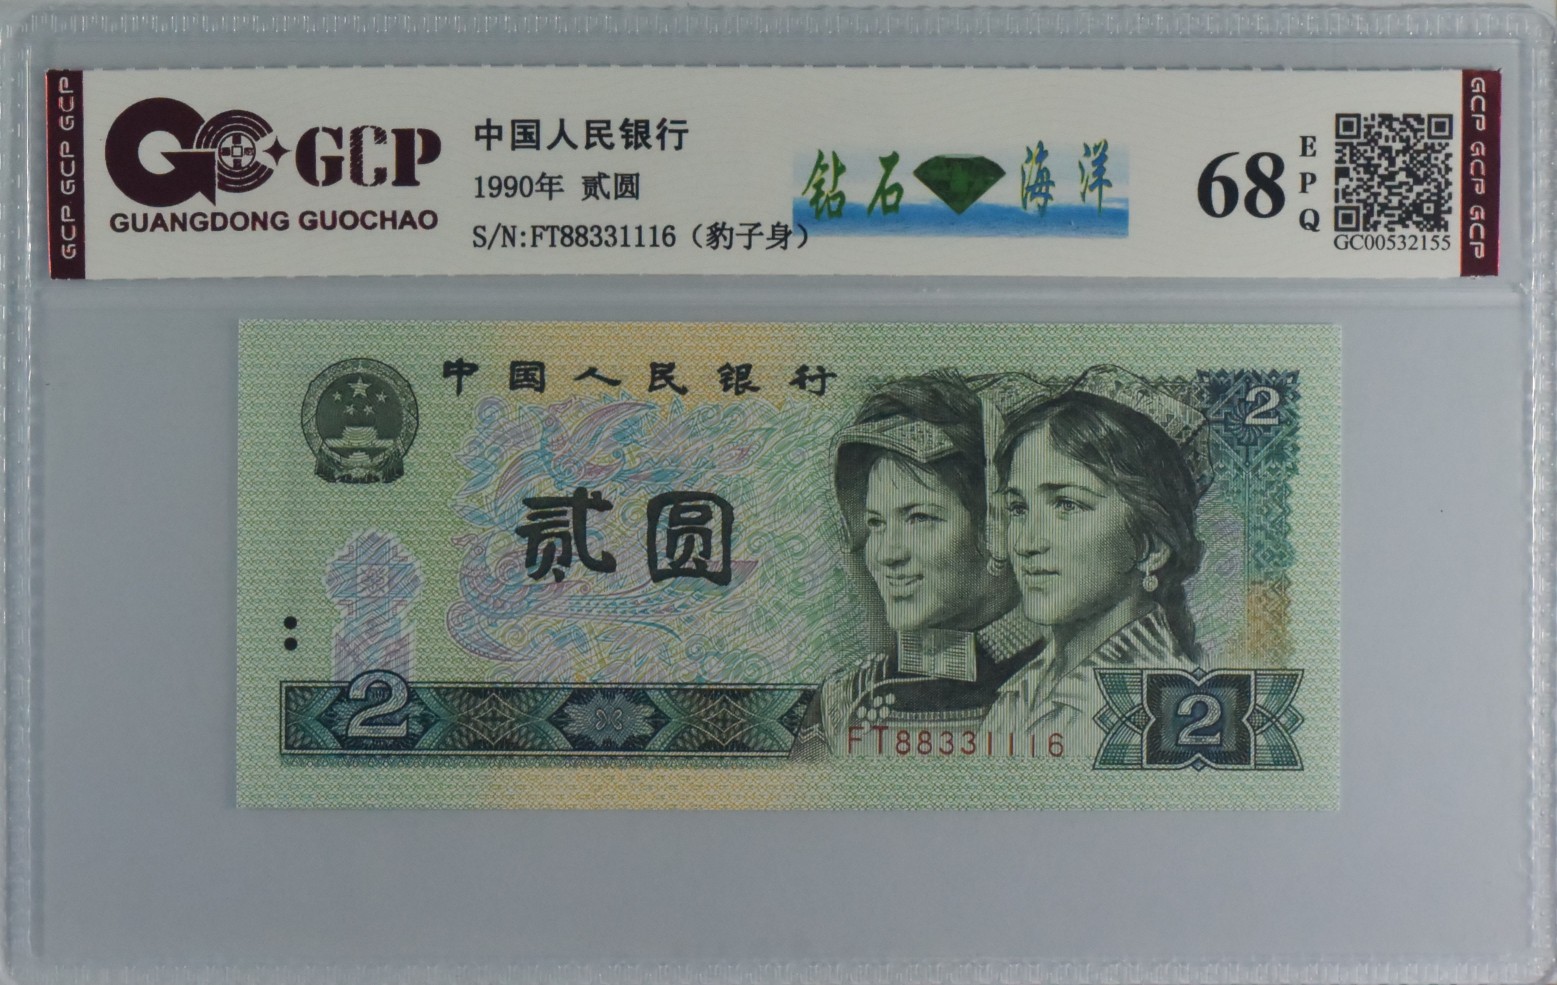 GCP GCP GCP
GCP
GUANGDONG GUOCHAO
中国人民银行
1990年 贰圆
S/N:FT88331116（豹子身）
钻石 海洋
68
EPQ
GC00532155
GCP GCP GCP
中国人民银行
2
贰圆
2
FT88331116
2